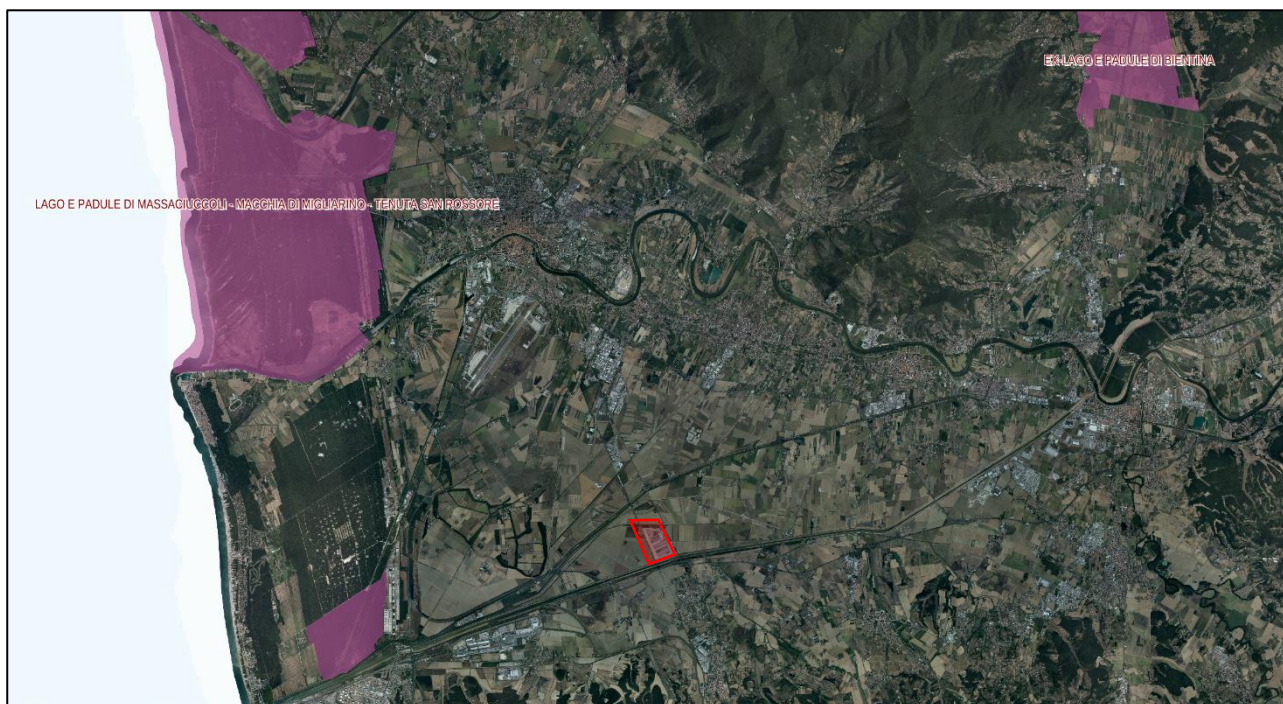 EX-LAGO E PADULE DI BIENTINA
LAGO E PADULE DI MASSACIUCCOLI - MACCHIA DI MIGLIARINO - TENUTA SAN ROSSORE